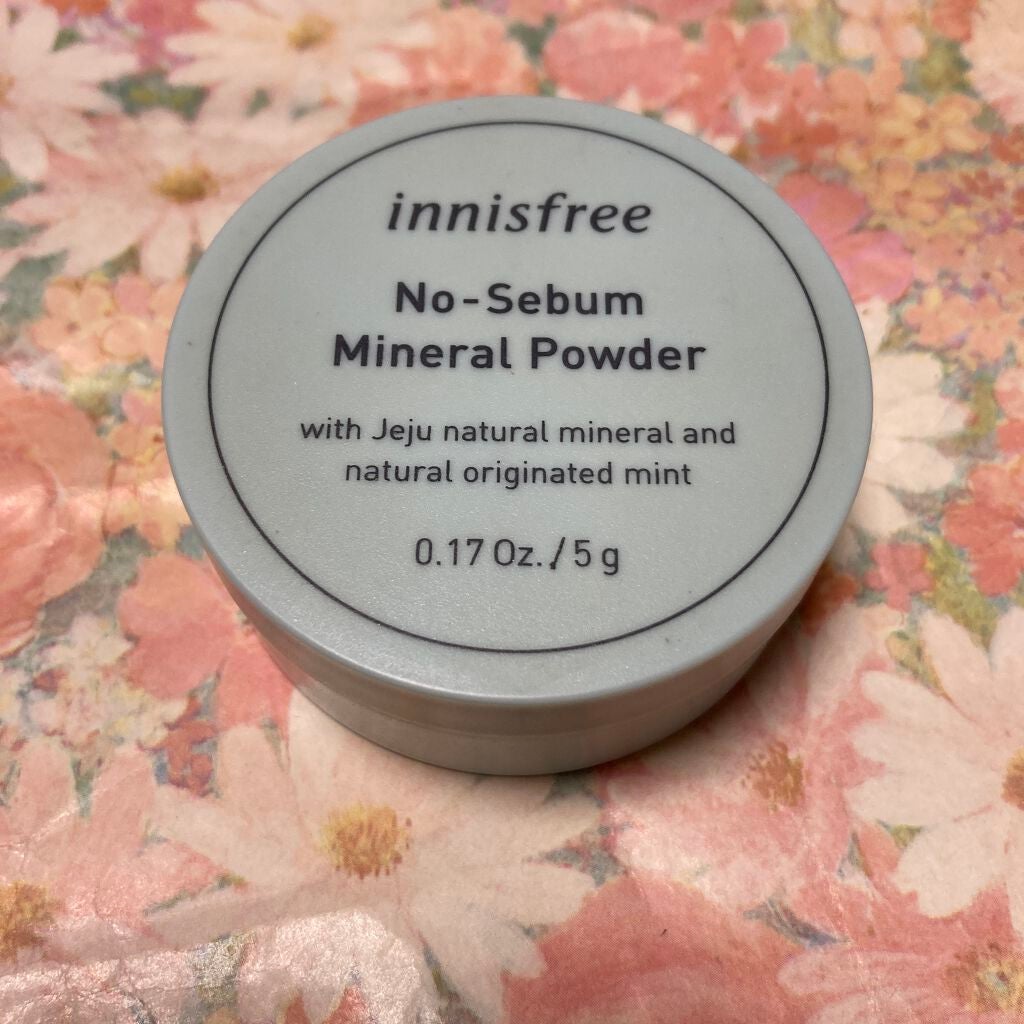 innisfree
No-Sebum
Mineral Powder
with Jeju natural mineral and
natural originated mint
0.17 Oz./5 g